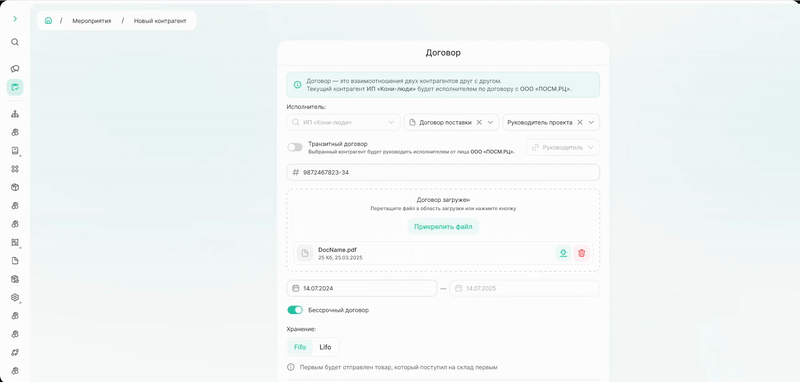 / Мероприятия / Новый контрагент
Договор
Договор — это взаимоотношения двух контрагентов друг с другом.
Текущий контрагент ИП «Кони-люди» будет исполнителем по договору с ООО «ПОСМ.РЦ».
Исполнитель:
ИП «Кони-люди» Договор поставки Руководитель проекта
Транзитный договор
Выбранный контрагент будет руководить исполнителем от лица ООО «ПОСМ.РЦ».
Руководитель
# 9872467823-34
Договор загружен
Перетащите файл в область загрузки или нажмите кнопку
Прикрепить файл
DocName.pdf
25 Кб, 25.03.2025
14.07.2024 — 14.07.2025
Бессрочный договор
Хранение:
Fifo Lifo
Первым будет отправлен товар, который поступил на склад первым